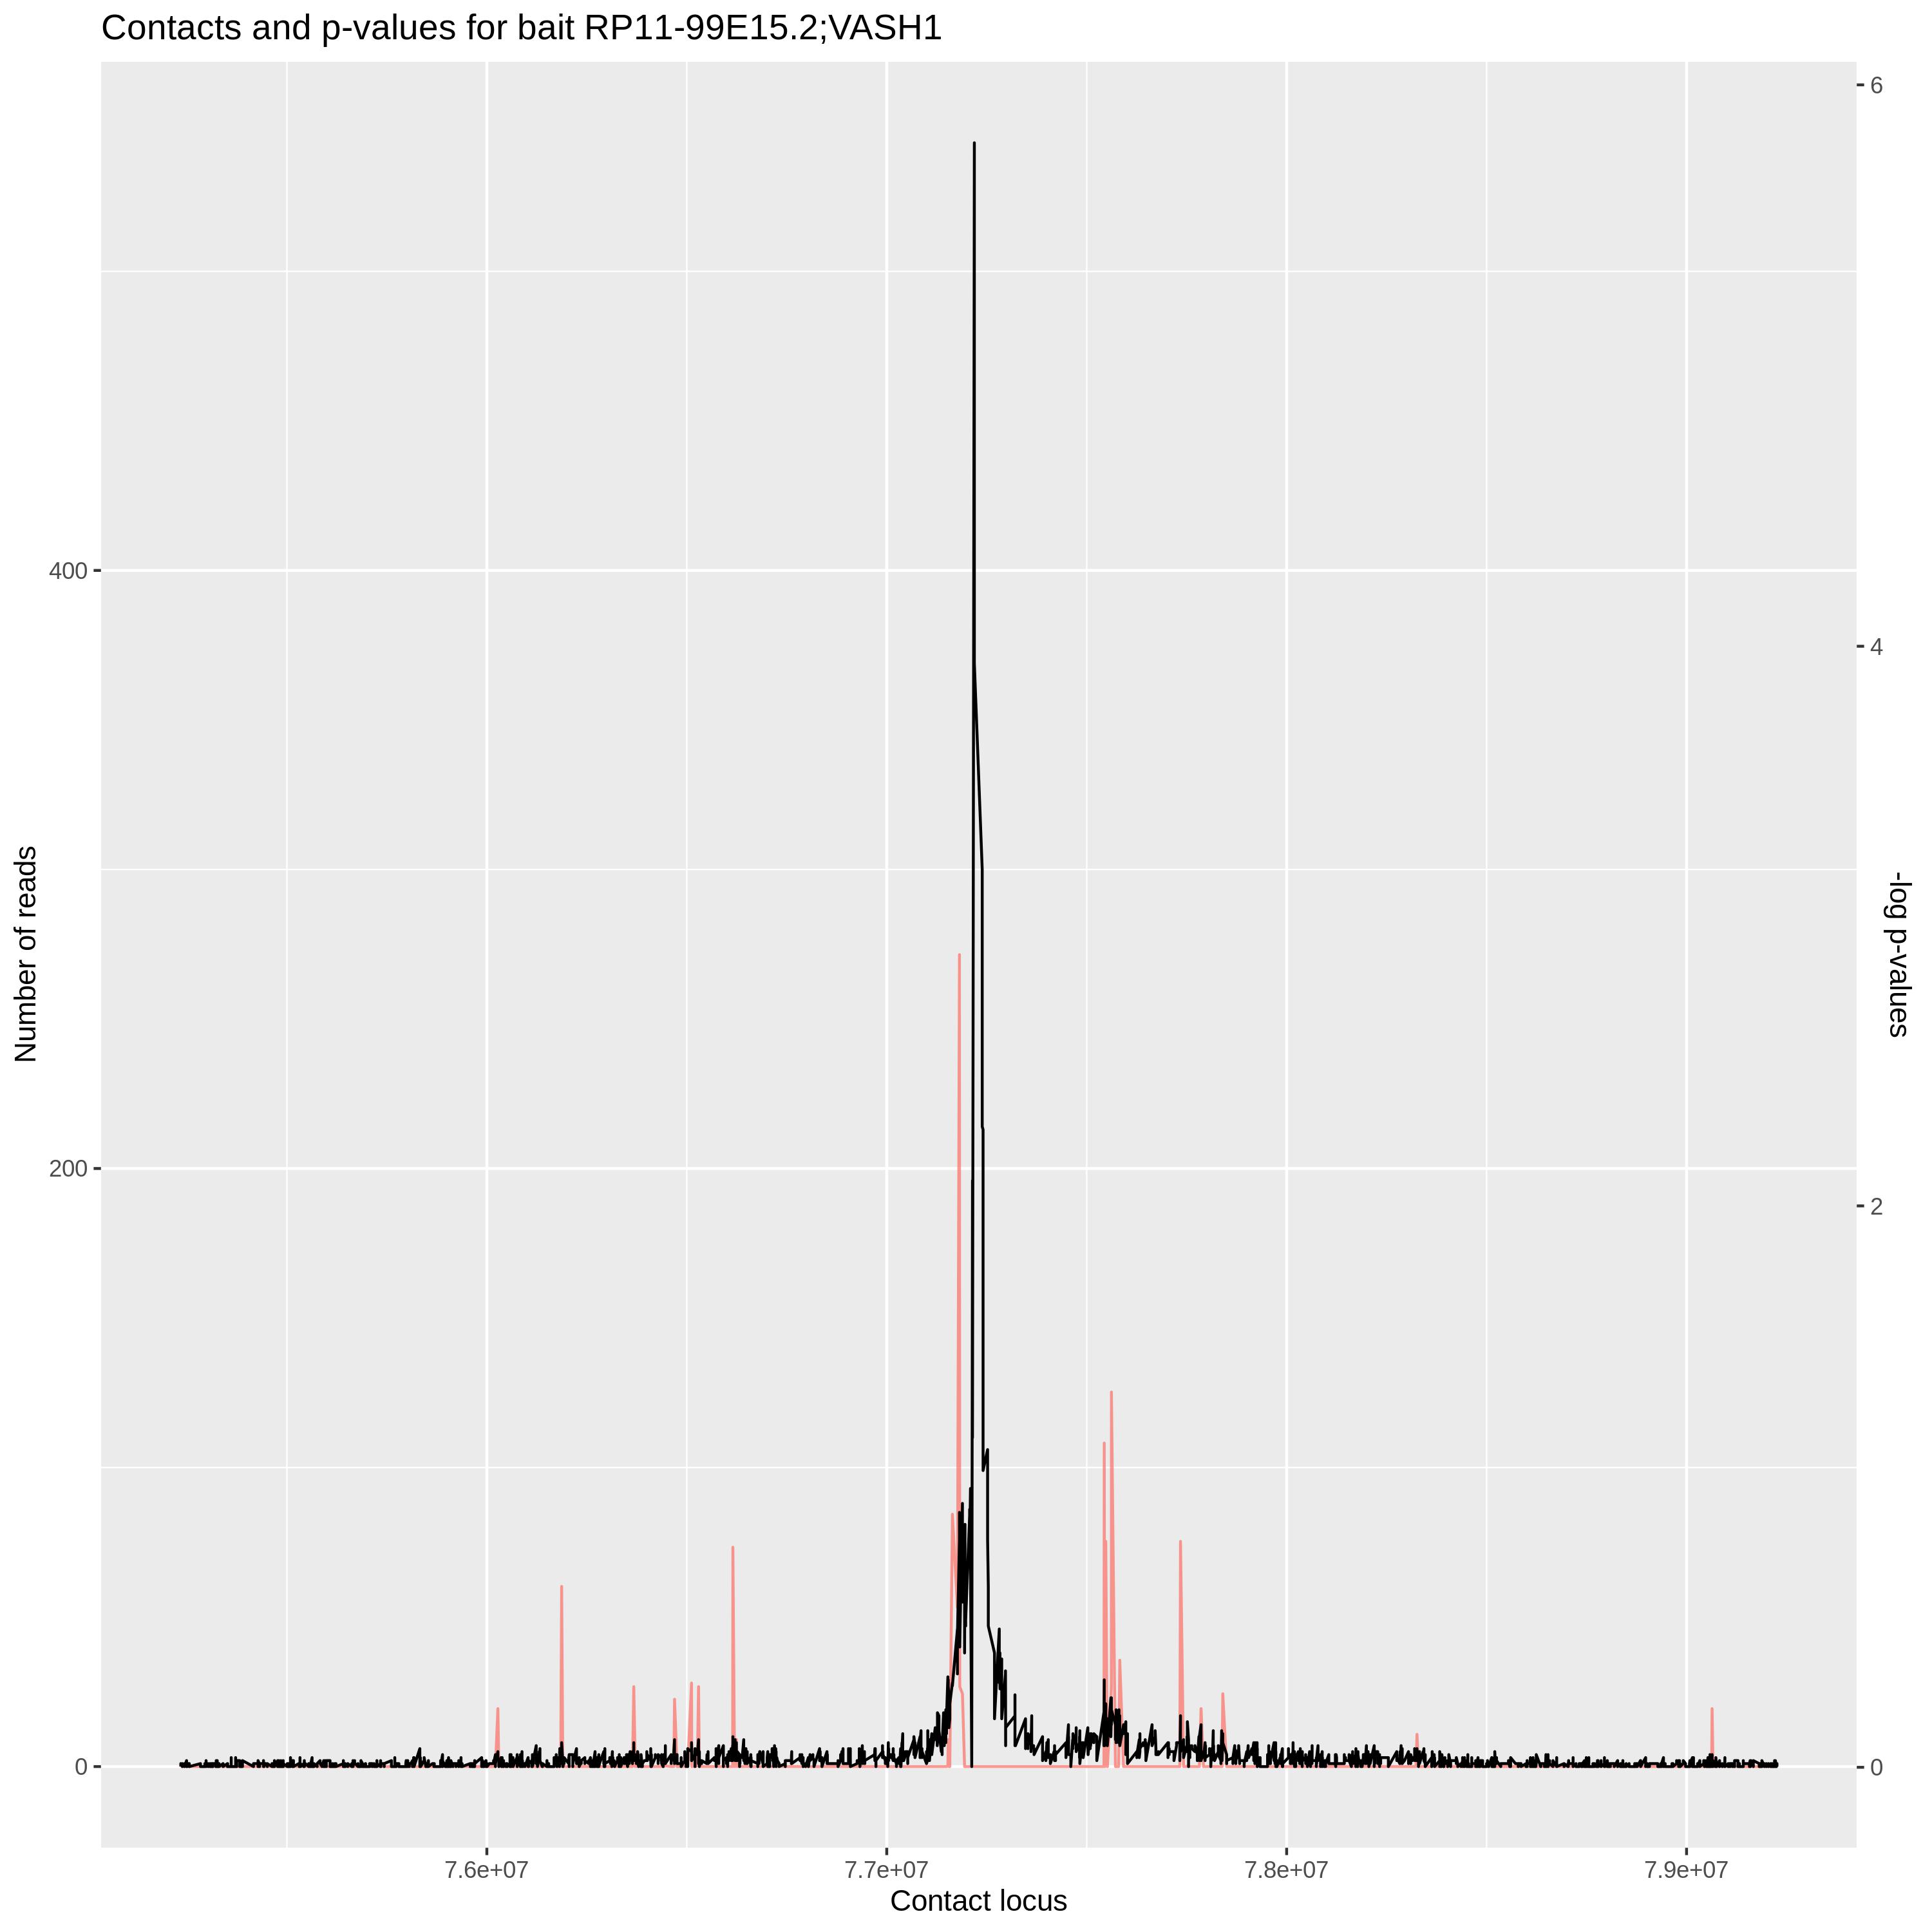 Contacts and p-values for bait RP11-99E15.2;VASH1
6
400
4
Number of reads
-log p-values
200
2
0
0
7.6e+07
7.7e+07
7.8e+07
7.9e+07
Contact locus